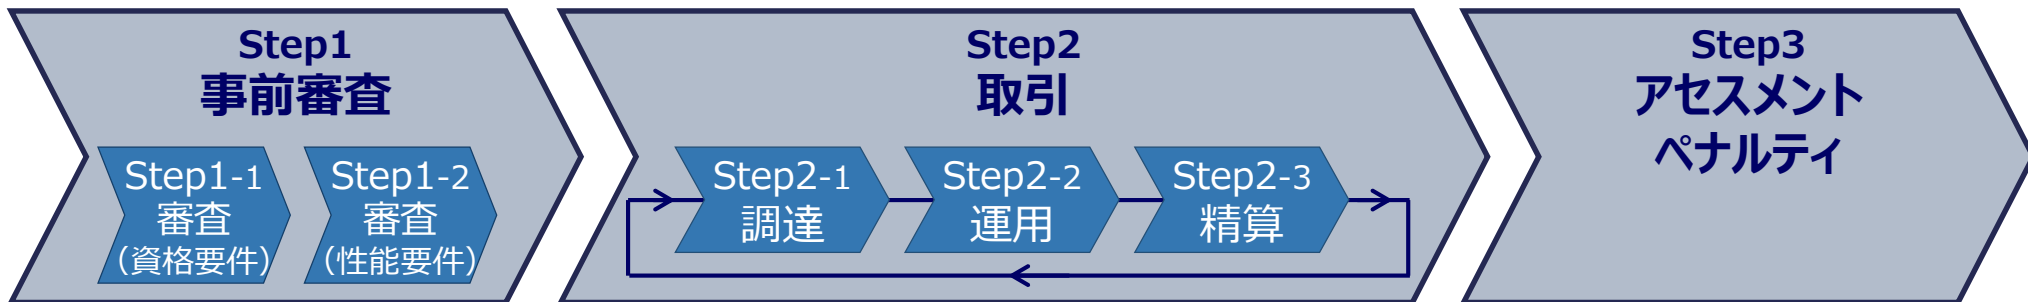 Step1
事前審査
Step1-1
審査
（資格要件）
Step1-2
審査
（性能要件）
Step2
取引
Step2-1
調達
Step2-2
運用
Step2-3
精算
Step3
アセスメント
ペナルティ